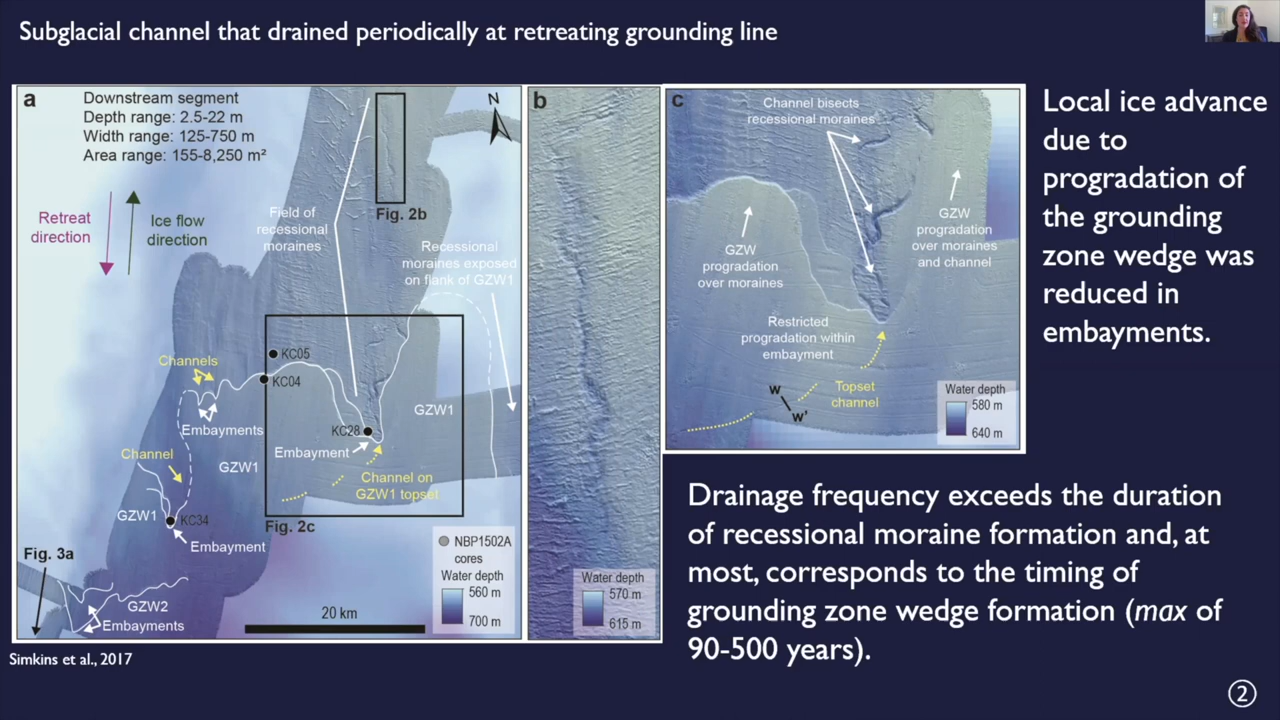 Subglacial channel that drained periodically at retreating grounding line
a
Downstream segment
Depth range: 2.5-22 m
Width range: 125-750 m
Area range: 155-8,250 m²
N
Fig. 2b
Retreat
direction
Ice flow
direction
Field of
recessional
moraines
Recessional
moraines exposed
on flank of GZW1
KC05
KC04
Channels
Embayments
KC28
GZW1
Embayment
Channel
GZW1
Channel on
GZW1 topset
GZW1
KC34
Fig. 2c
Embayment
Fig. 3a
NBP1502A
cores
Water depth
560 m
700 m
GZW2
Embayments
20 km
b
Water depth
570 m
615 m
c
Channel bisects
recessional moraines
GZW
progradation
over moraines
GZW
progradation
over moraines
and channel
Restricted
progradation within
embayment
W
W'
Topset
channel
Water depth
580 m
640 m
Local ice advance
due to
progradation of
the grounding
zone wedge was
reduced in
embayments.
Drainage frequency exceeds the duration
of recessional moraine formation and, at
most, corresponds to the timing of
grounding zone wedge formation (max of
90-500 years).
Simkins et al., 2017
2